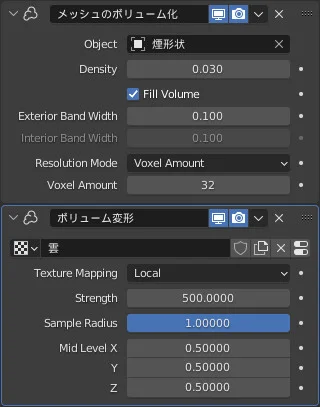 メッシュのボリューム化
Object 煙形状
Density 0.030
Fill Volume
Exterior Band Width 0.100
Interior Band Width 0.100
Resolution Mode Voxel Amount
Voxel Amount 32
ボリューム変形
雲
Texture Mapping Local
Strength 500.0000
Sample Radius 1.00000
Mid Level X 0.50000
Y 0.50000
Z 0.50000